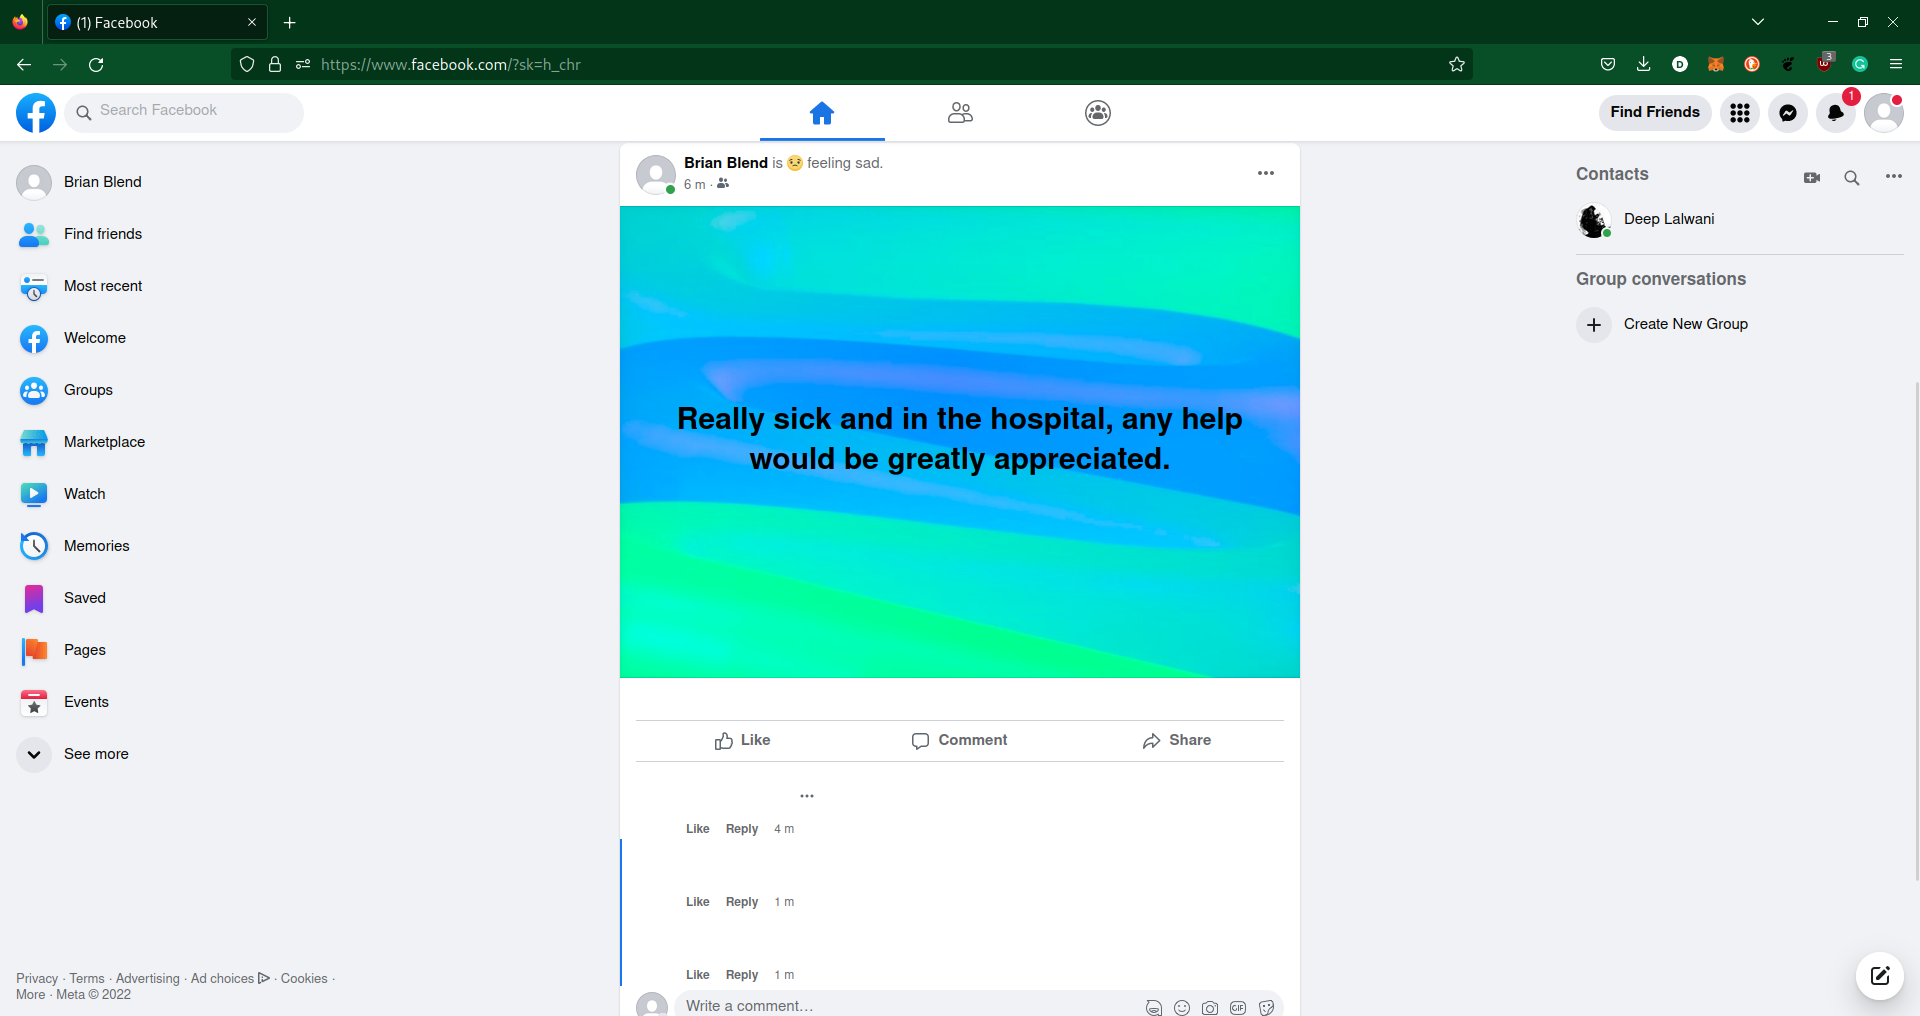 (1) Facebook
https://www.facebook.com/?sk=h_chr
3
Search Facebook
Find Friends
1
Brian Blend
Find friends
Most recent
Welcome
Groups
Marketplace
Watch
Memories
Saved
Pages
Events
See more
Privacy · Terms · Advertising · Ad choices · Cookies ·
More · Meta © 2022
Brian Blend is feeling sad.
6 m ·
Really sick and in the hospital, any help
would be greatly appreciated.
Like Comment Share
Like Reply 4 m
Like Reply 1 m
Like Reply 1 m
Write a comment…
GIF
Contacts
Deep Lalwani
Group conversations
Create New Group